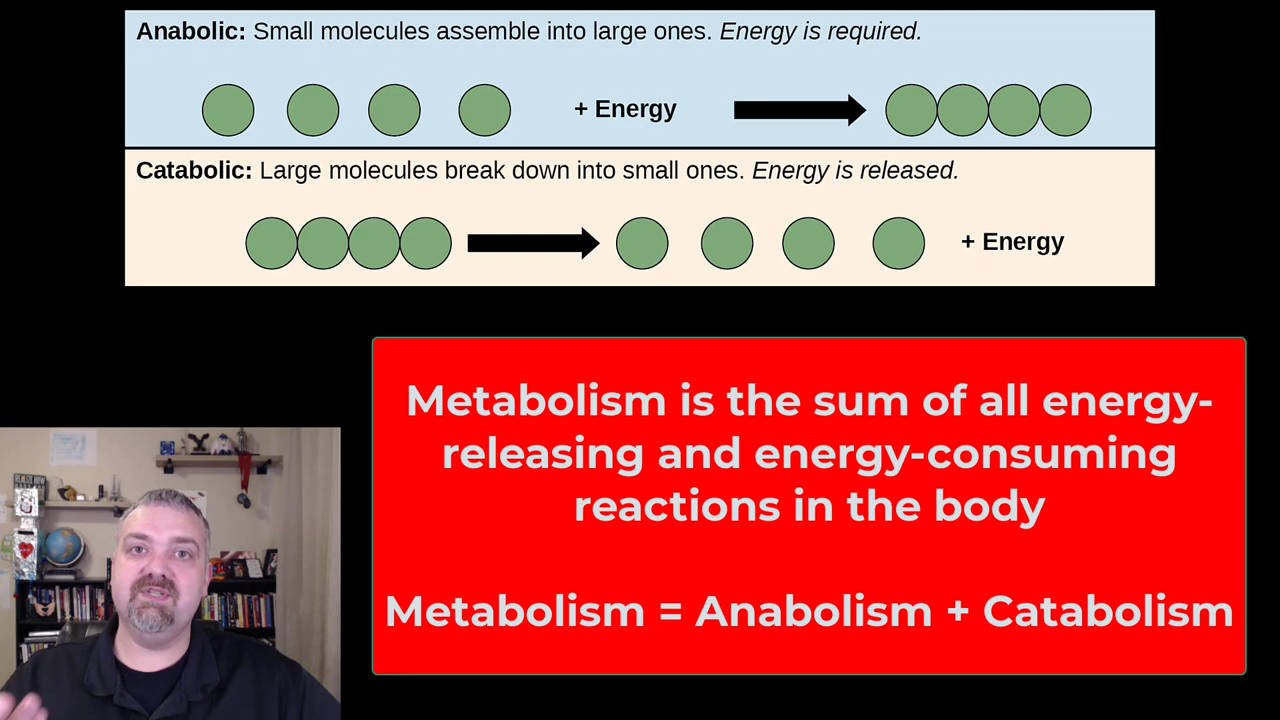 Anabolic: Small molecules assemble into large ones. Energy is required.
+ Energy
Catabolic: Large molecules break down into small ones. Energy is released.
+ Energy
Metabolism is the sum of all energy-
releasing and energy-consuming
reactions in the body
Metabolism = Anabolism + Catabolism